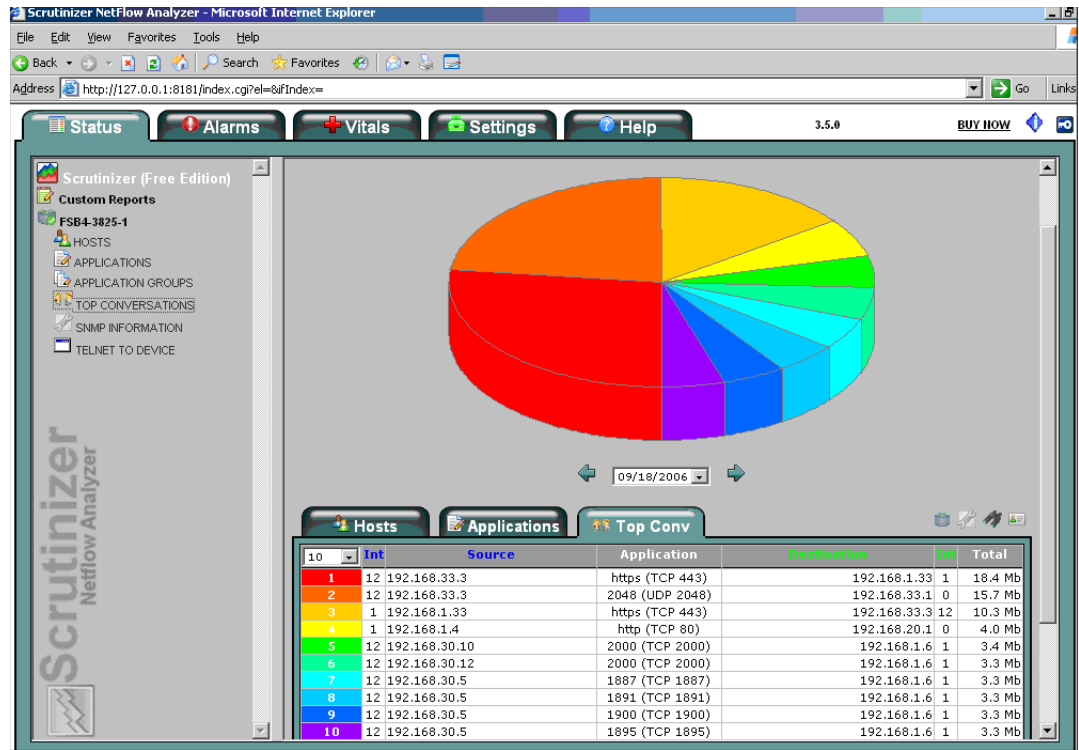 Scrutinizer NetFlow Analyzer - Microsoft Internet Explorer
File Edit View Favorites Tools Help
Back Search Favorites
Address http://127.0.0.1:8181/index.cgi?el=&ifIndex= Go Links
Status Alarms Vitals Settings Help 3.5.0 BUY NOW
Scrutinizer (Free Edition)
Custom Reports
FSB4-3825-1
HOSTS
APPLICATIONS
APPLICATION GROUPS
TOP CONVERSATIONS
SNMP INFORMATION
TELNET TO DEVICE
Scrutinizer
Netflow Analyzer
09/18/2006
Hosts Applications Top Conv
10 Int Source Application Destination Int Total
1 12 192.168.33.3 https (TCP 443) 192.168.1.33 1 18.4 Mb
2 12 192.168.33.3 2048 (UDP 2048) 192.168.33.1 0 15.7 Mb
3 1 192.168.1.33 https (TCP 443) 192.168.33.3 12 10.3 Mb
4 1 192.168.1.4 http (TCP 80) 192.168.20.1 0 4.0 Mb
5 12 192.168.30.10 2000 (TCP 2000) 192.168.1.6 1 3.4 Mb
6 12 192.168.30.12 2000 (TCP 2000) 192.168.1.6 1 3.3 Mb
7 12 192.168.30.5 1887 (TCP 1887) 192.168.1.6 1 3.3 Mb
8 12 192.168.30.5 1891 (TCP 1891) 192.168.1.6 1 3.3 Mb
9 12 192.168.30.5 1900 (TCP 1900) 192.168.1.6 1 3.3 Mb
10 12 192.168.30.5 1895 (TCP 1895) 192.168.1.6 1 3.3 Mb